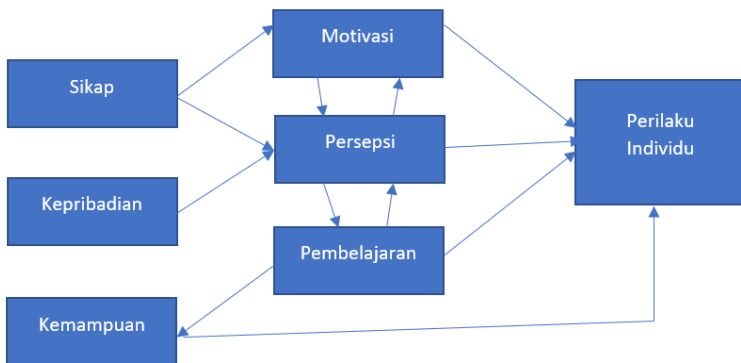 Motivasi
Sikap
Persepsi
Perilaku
Individu
Kepribadian
Pembelajaran
Kemampuan